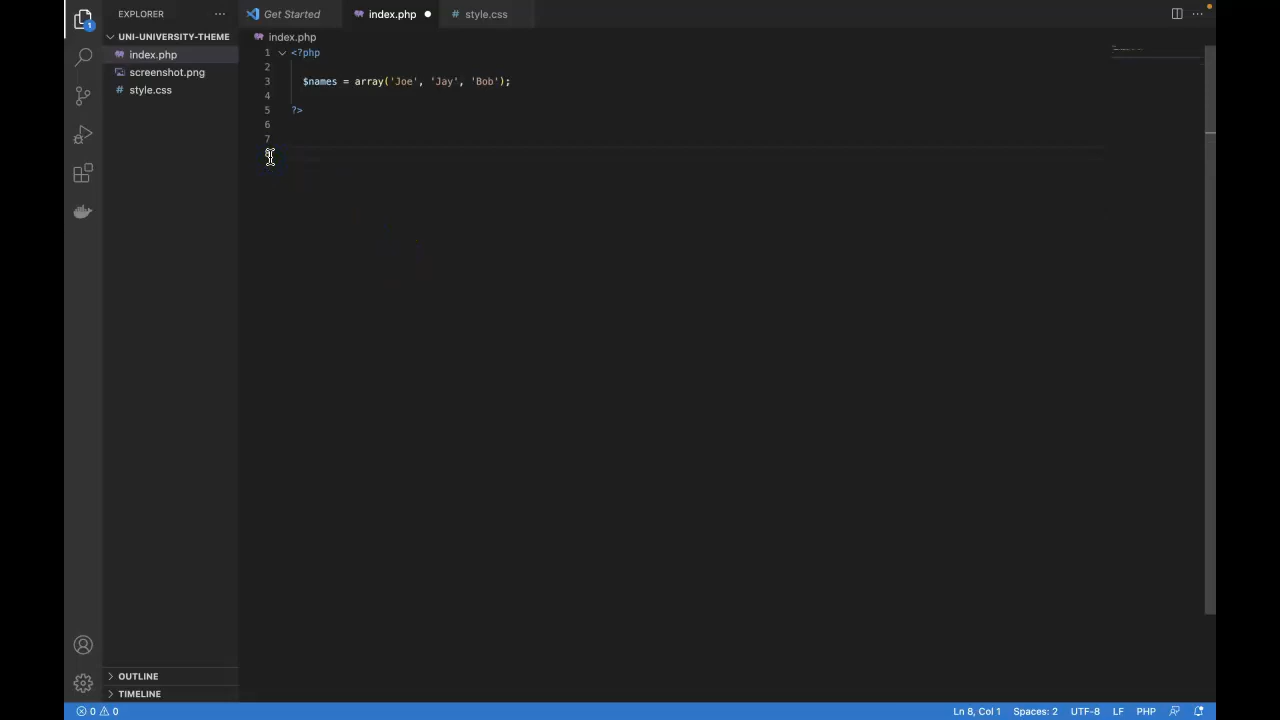 EXPLORER
Get Started
index.php
style.css
1
UNI-UNIVERSITY-THEME
index.php
screenshot.png
style.css
index.php
1 <?php
2
3 $names = array('Joe', 'Jay', 'Bob');
4
5 ?>
6
7
OUTLINE
TIMELINE
0 0
Ln 8, Col 1 Spaces: 2 UTF-8 LF PHP